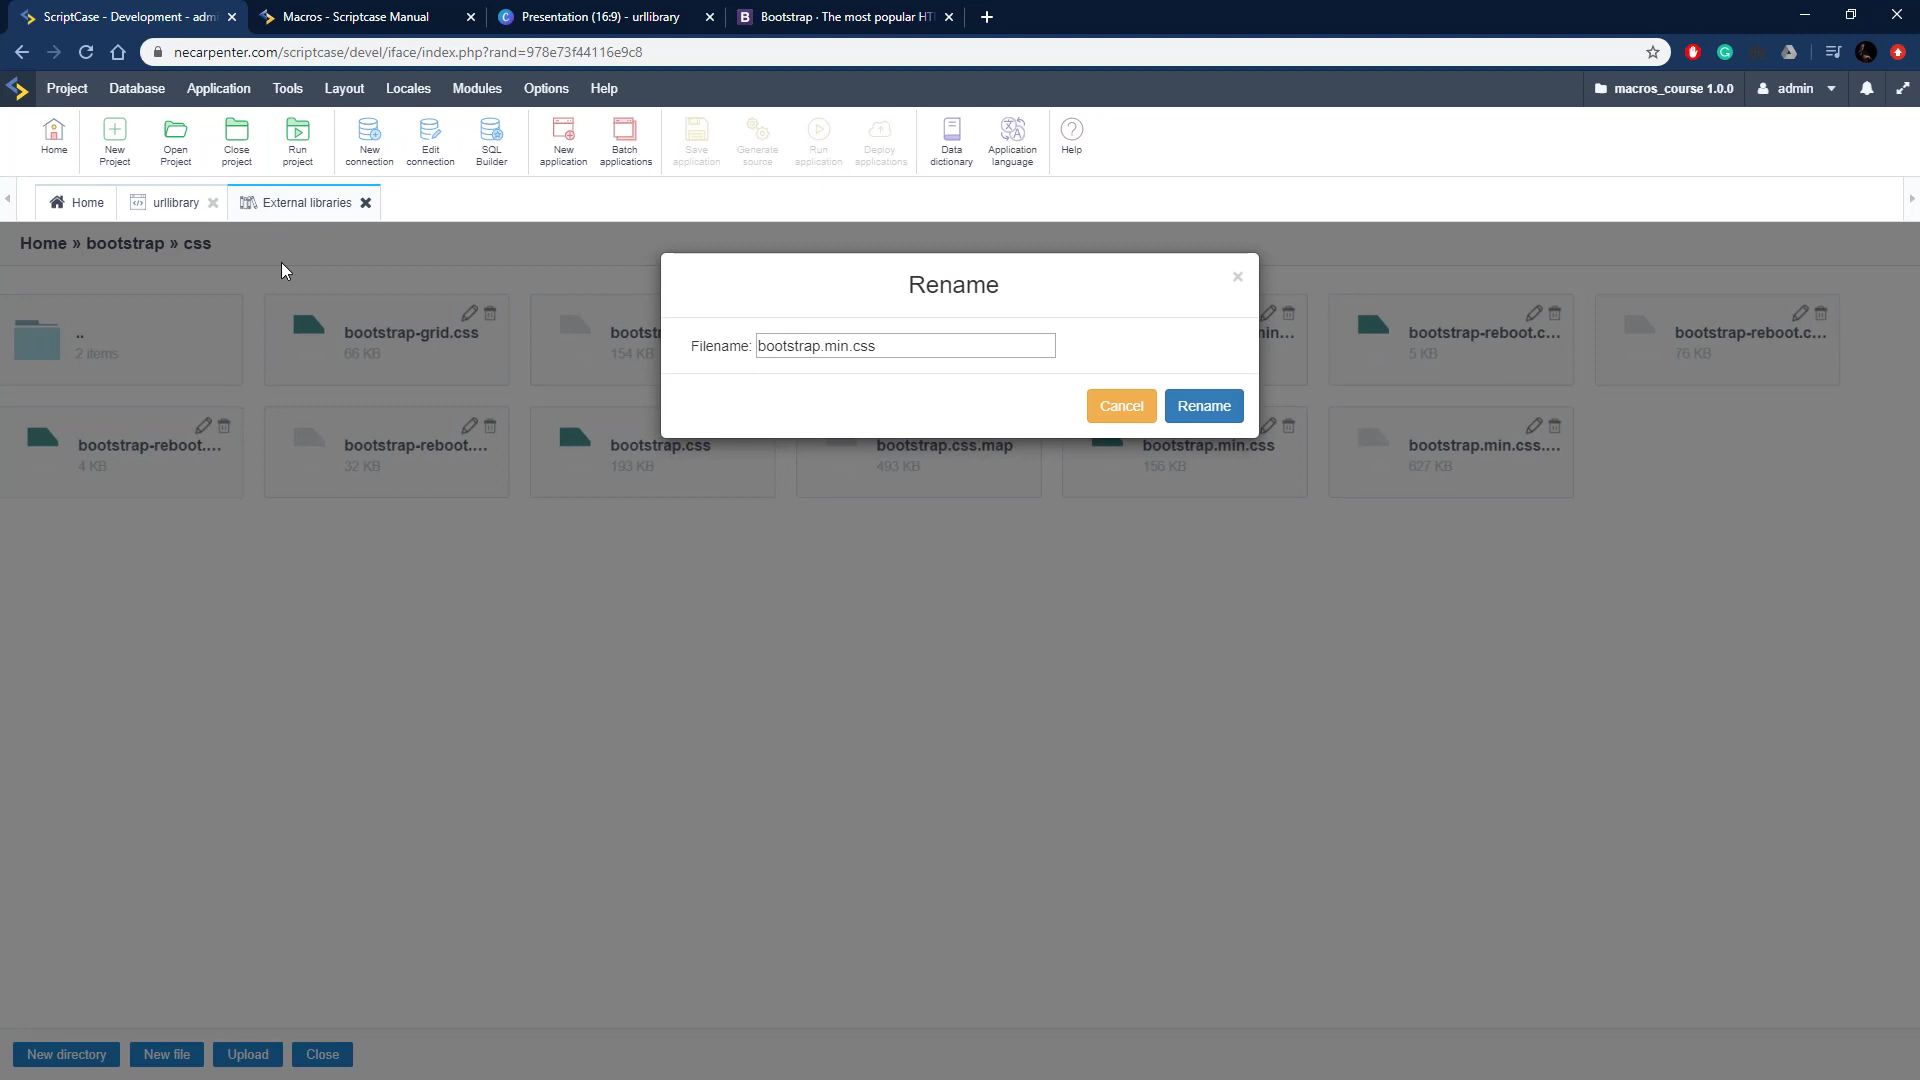 ScriptCase - Development - admi
Macros - Scriptcase Manual
Presentation (16:9) - urllibrary
Bootstrap · The most popular HT
necarpenter.com/scriptcase/devel/iface/index.php?rand=978e73f44116e9c8
Project Database Application Tools Layout Locales Modules Options Help
macros_course 1.0.0
admin
Home
New Project
Open Project
Close project
Run project
New connection
Edit connection
SQL Builder
New application
Batch applications
Save application
Generate source
Run application
Deploy applications
Data dictionary
Application language
Help
Home
urllibrary
External libraries
Home » bootstrap » css
Rename
Filename: bootstrap.min.css
Cancel
Rename
..
2 items
bootstrap-grid.css
66 KB
154 KB
bootstrap-reboot.c...
5 KB
bootstrap-reboot.c...
76 KB
bootstrap-reboot....
4 KB
bootstrap-reboot....
32 KB
bootstrap.css
193 KB
bootstrap.css.map
493 KB
bootstrap.min.css
156 KB
bootstrap.min.css....
627 KB
New directory
New file
Upload
Close